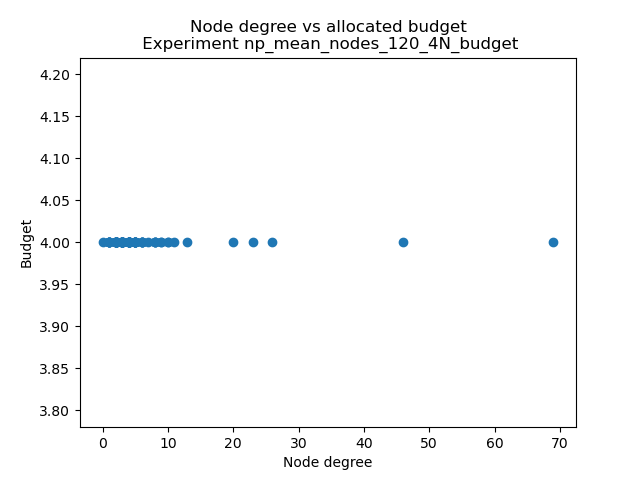 Node degree vs allocated budget
Experiment np_mean_nodes_120_4N_budget
4.20
4.15
4.10
4.05
4.00
3.95
3.90
3.85
3.80
Budget
0 10 20 30 40 50 60 70
Node degree